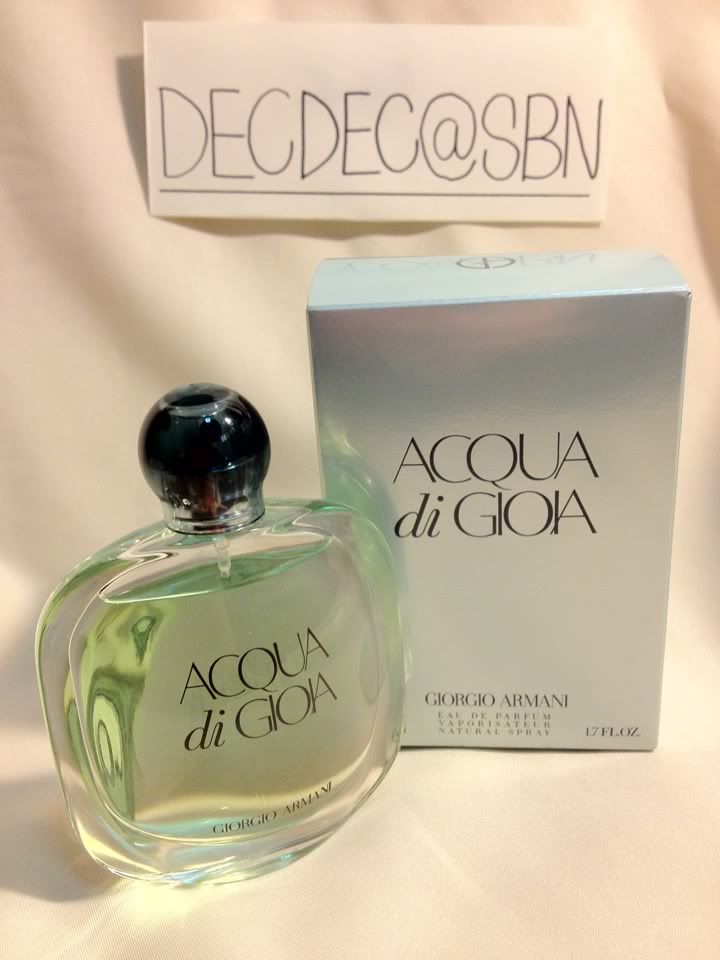 DECDEC@SBN
ACQUA
di GIOIA
GIORGIO ARMANI
EAU DE PARFUM
VAPORISATEUR
NATURAL SPRAY
1.7 FL.OZ.
ACQUA
di GIOIA
GIORGIO ARMANI